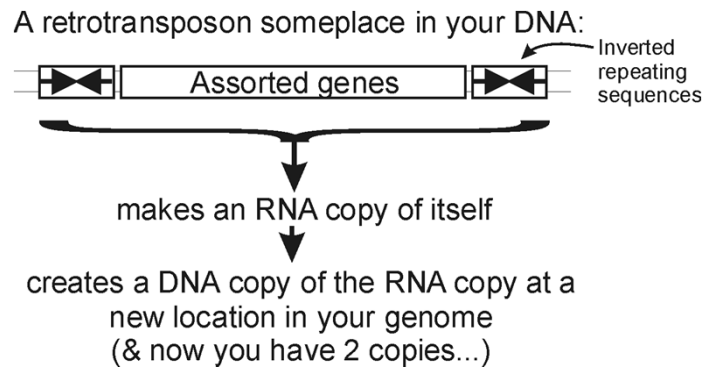 A retrotransposon someplace in your DNA:
Inverted
repeating
sequences
Assorted genes
makes an RNA copy of itself
creates a DNA copy of the RNA copy at a
new location in your genome
(& now you have 2 copies...)